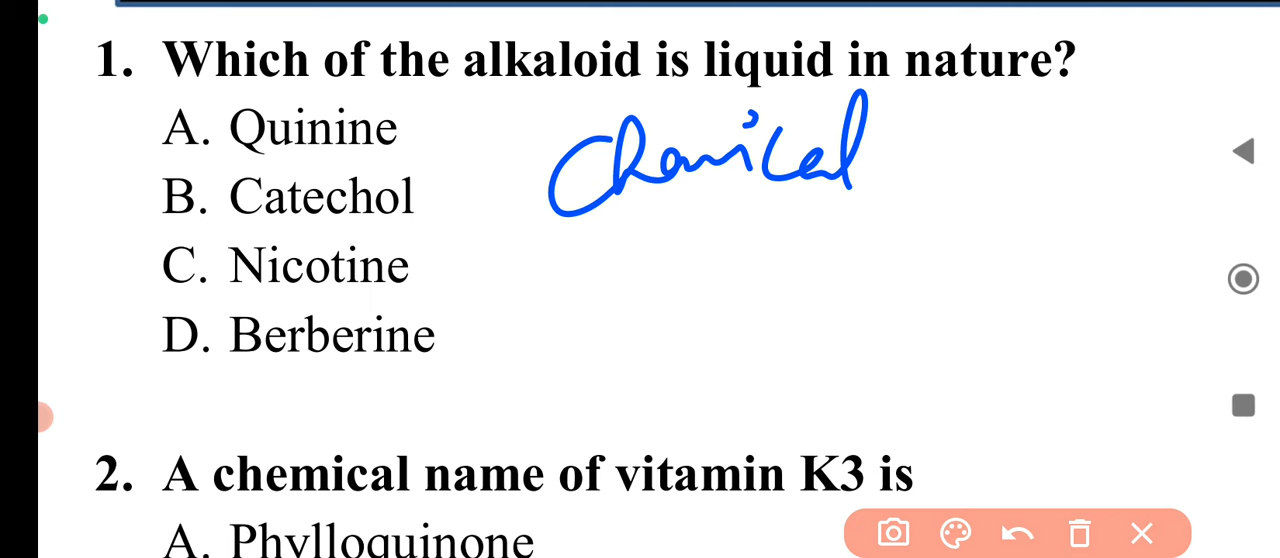 1. Which of the alkaloid is liquid in nature?
A. Quinine
Chemical
B. Catechol
C. Nicotine
D. Berberine
2. A chemical name of vitamin K3 is
A. Phylloquinone